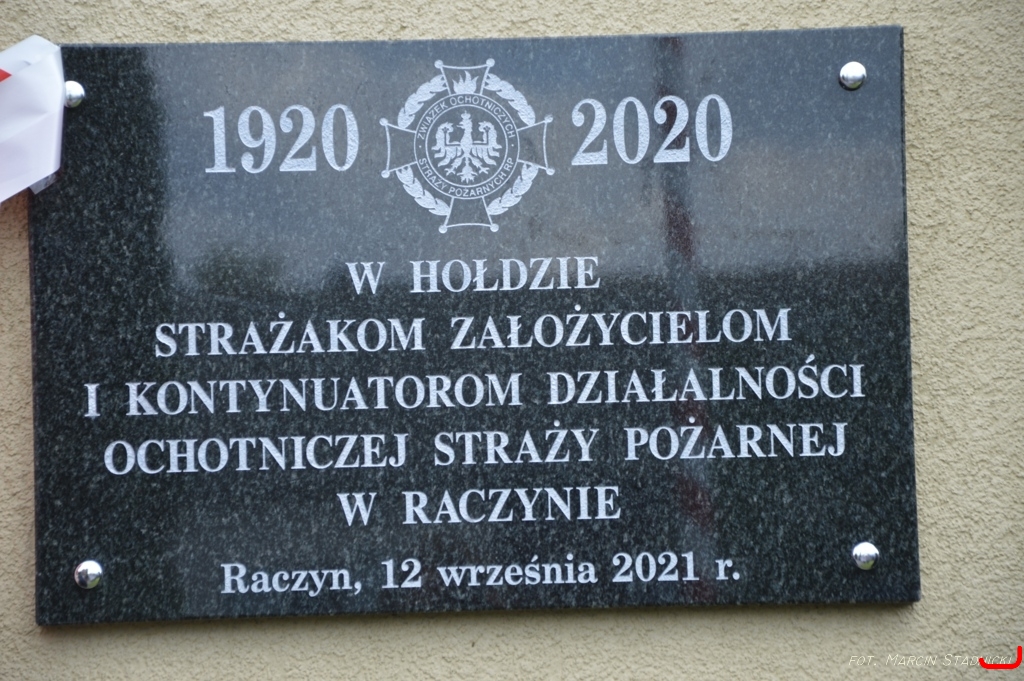 1920 2020
ZWIĄZEK OCHOTNICZYCH
STRAŻY POŻARNYCH RP
W HOŁDZIE
STRAŻAKOM ZAŁOŻYCIELOM
I KONTYNUATOROM DZIAŁALNOŚCI
OCHOTNICZEJ STRAŻY POŻARNEJ
W RACZYNIE
Raczyn, 12 września 2021 r.
FOT. MARCIN STADNICKI